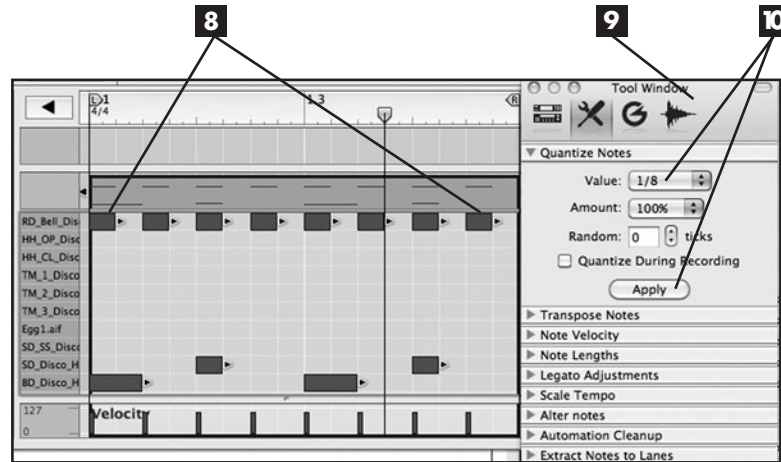 8
9
10
L 1
1.3
R
4/4
RD_Bell_Dis
HH_OP_Disc
HH_CL_Disc
TM_1_Disco
TM_2_Disco
TM_3_Disco
Egg1.aif
SD_SS_Disc
SD_Disco_H
BD_Disco_H
127
0
Velocity
Tool Window
Quantize Notes
Value: 1/8
Amount: 100%
Random: 0 ticks
Quantize During Recording
Apply
Transpose Notes
Note Velocity
Note Lengths
Legato Adjustments
Scale Tempo
Alter notes
Automation Cleanup
Extract Notes to Lanes